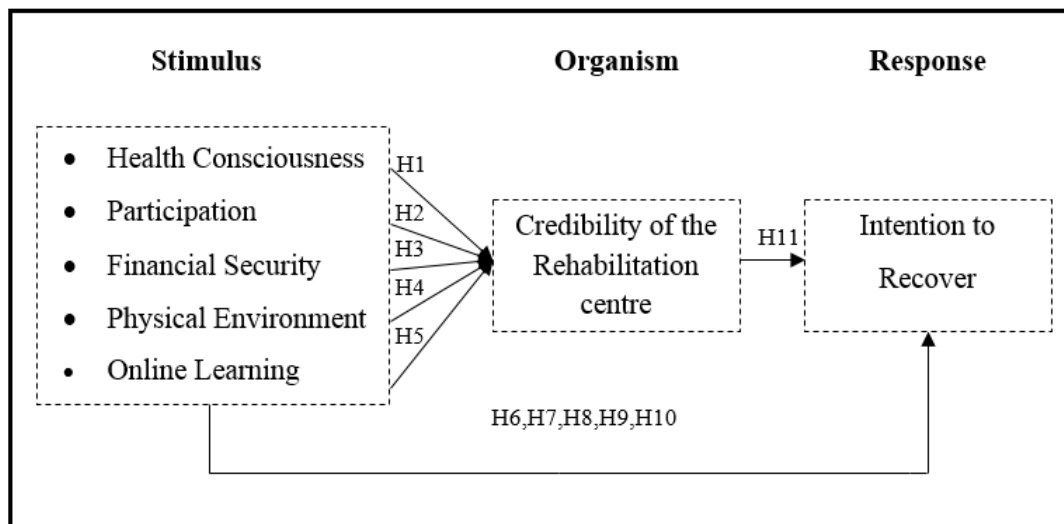 Stimulus
Organism
Response
• Health Consciousness
• Participation
• Financial Security
• Physical Environment
• Online Learning
H1
H2
H3
H4
H5
Credibility of the
Rehabilitation
centre
H11
Intention to
Recover
H6,H7,H8,H9,H10